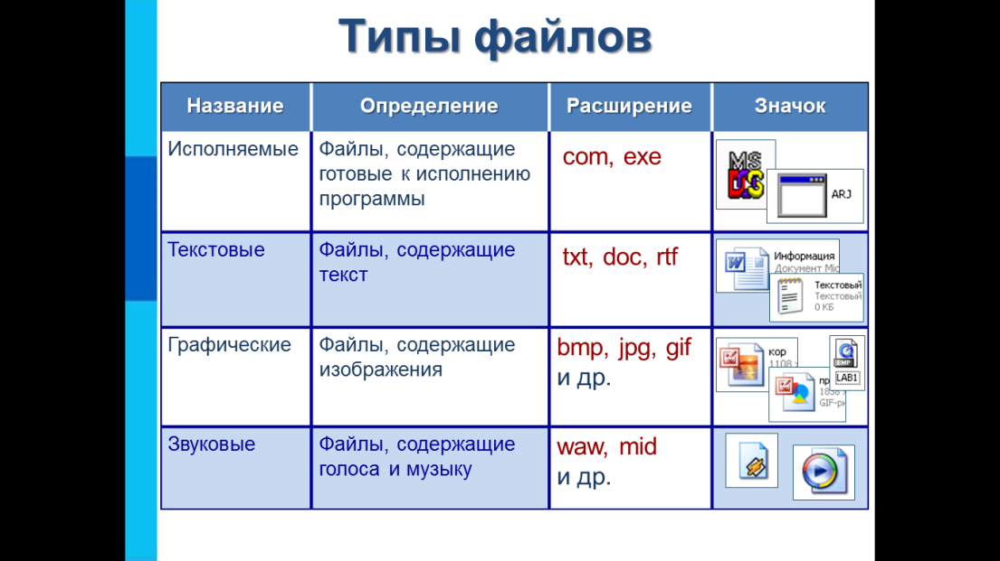 Типы файлов
Название
Определение
Расширение
Значок
Исполняемые
Файлы, содержащие
готовые к исполнению
программы
com, exe
MS
DOS
ARJ
Текстовые
Файлы, содержащие
текст
txt, doc, rtf
Информация
Документ Mic
Текстовый
Текстовый
0 КБ
Графические
Файлы, содержащие
изображения
bmp, jpg, gif
и др.
кор
1108
BMP
LAB1
пр
GIF-ри
Звуковые
Файлы, содержащие
голоса и музыку
waw, mid
и др.